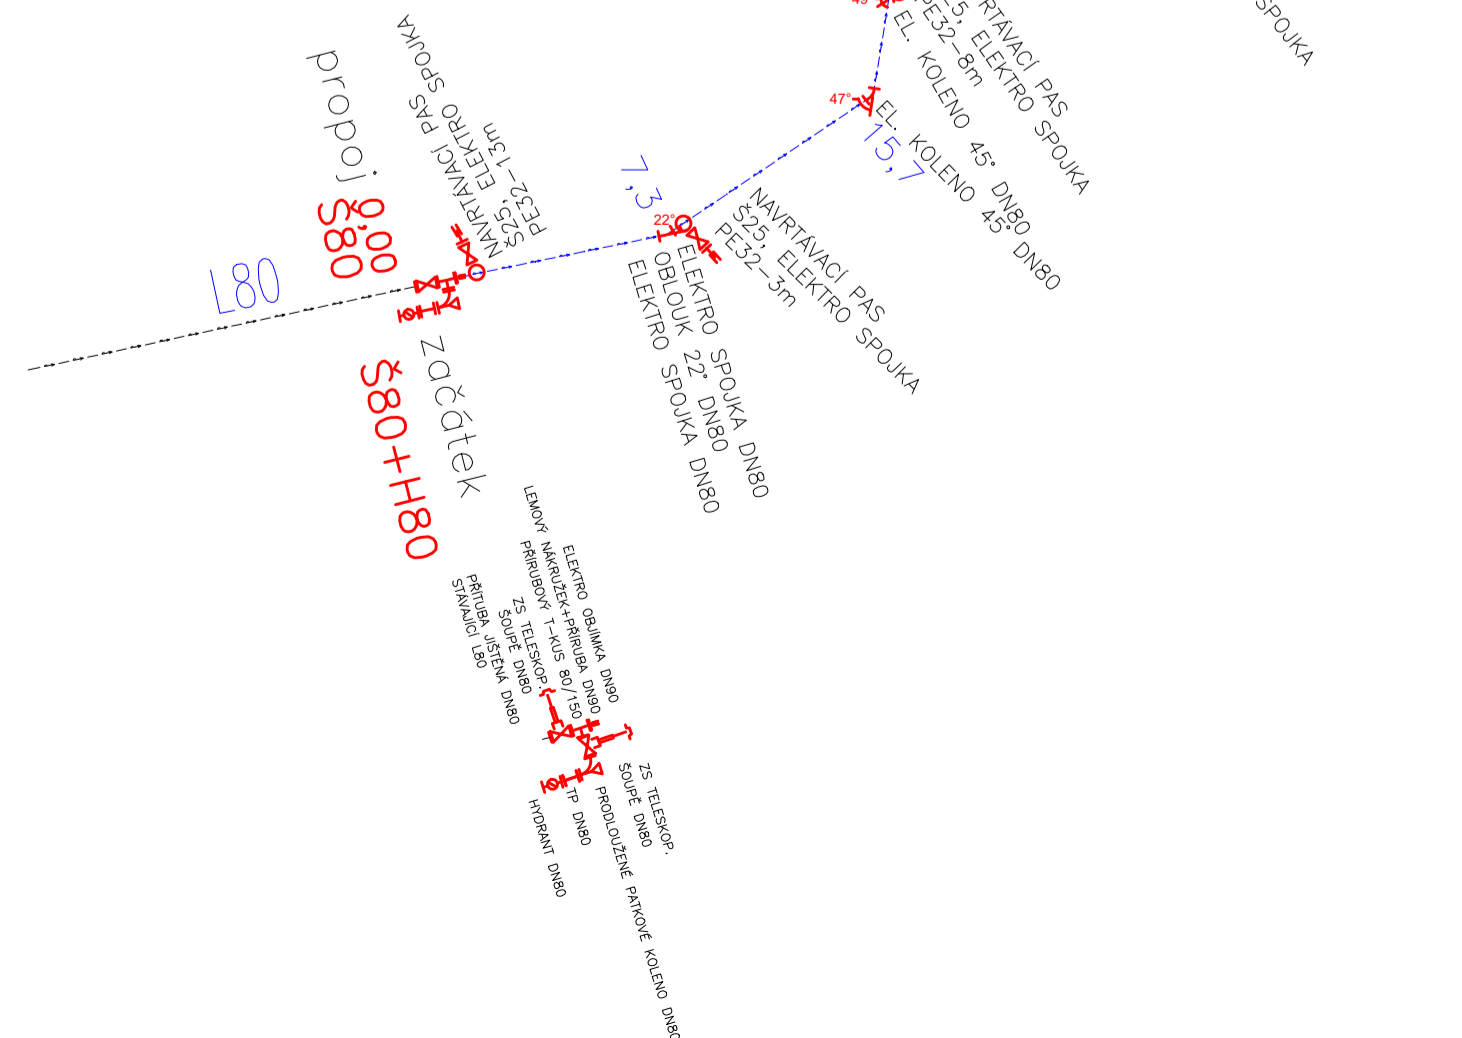 propoj
0,00
Š80
L80
NAVRTÁVACÍ PAS
Š25, ELEKTRO SPOJKA
PE32-13m
7,3
22°
47°
15,7
EL. KOLENO 45° DN80
EL. KOLENO 45° DN80
PE32-8m
ELEKTRO SPOJKA
PAS
SPOJKA
NAVRTÁVACÍ PAS
Š25, ELEKTRO SPOJKA
PE32-3m
ELEKTRO SPOJKA DN80
OBLOUK 22° DN80
ELEKTRO SPOJKA DN80
začátek
Š80+H80
ELEKTRO OBJÍMKA DN90
LEMOVÝ NÁKRUŽEK+PŘÍRUBA DN90
PŘÍRUBOVÝ T-KUS 80/150
ZS TELESKOP.
ŠOUPĚ DN80
PŘÍTUBA JIŠTĚNÁ DN80
STÁVAJÍCÍ L80
ZS TELESKOP.
ŠOUPĚ DN80
PRODLOUŽENÉ PATKOVÉ KOLENO DN80
TP DN80
HYDRANT DN80